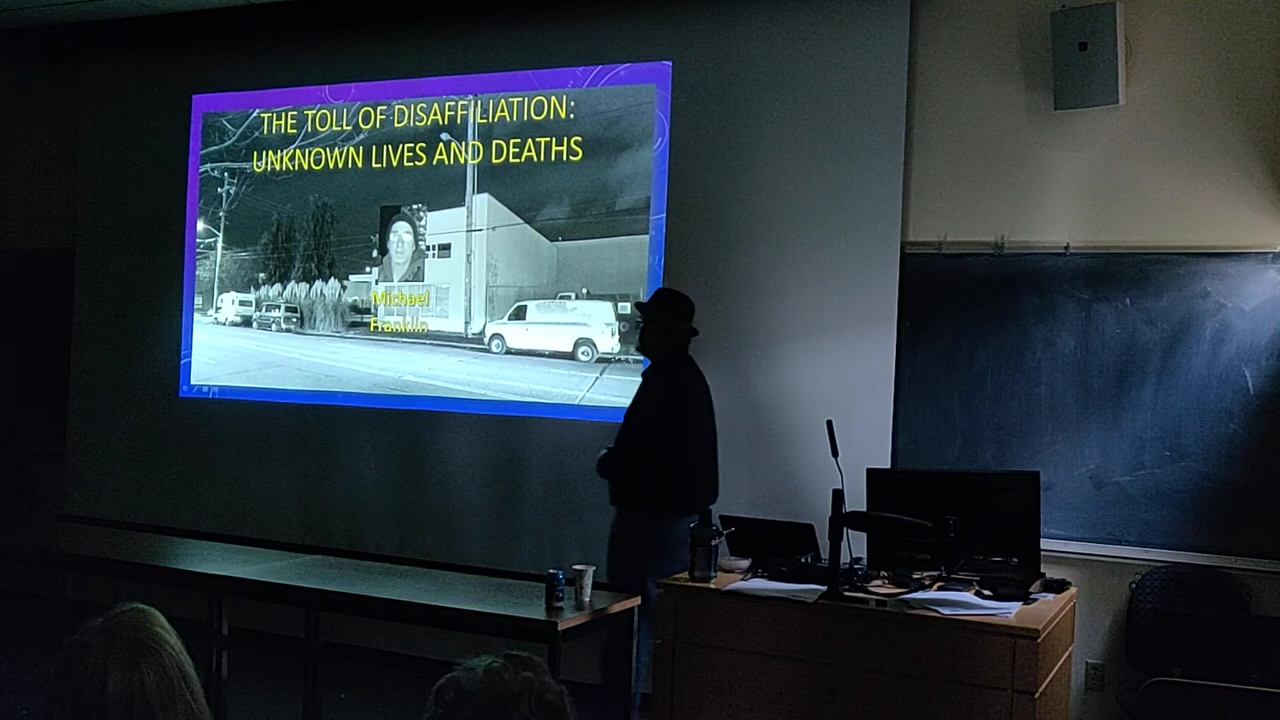 THE TOLL OF DISAFFILIATION:
UNKNOWN LIVES AND DEATHS
Michael
Franklin